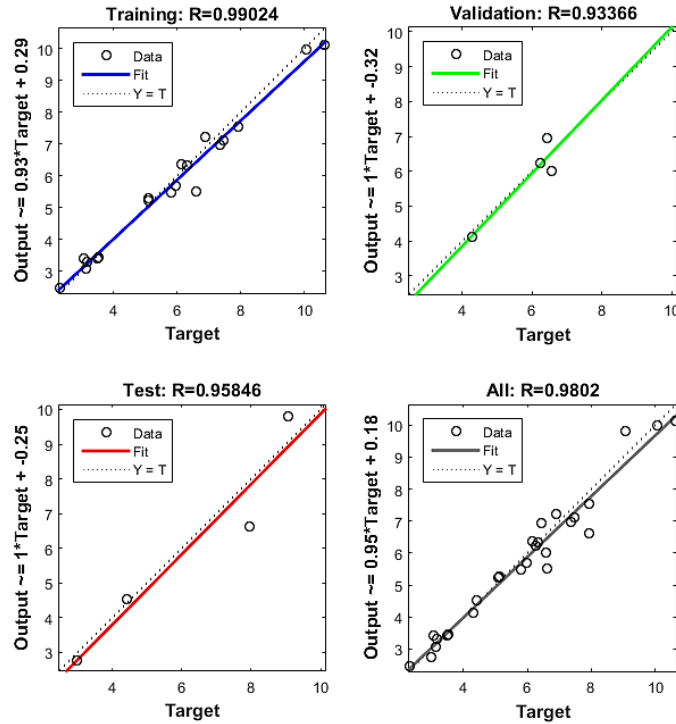 Training: R=0.99024
Output ~= 0.93*Target + 0.29
10
9
8
7
6
5
4
3
Data
Fit
Y = T
4
6
8
10
Target
Validation: R=0.93366
Output ~= 1*Target + -0.32
10
9
8
7
6
5
4
3
Data
Fit
Y = T
4
6
8
10
Target
Test: R=0.95846
Output ~= 1*Target + -0.25
10
9
8
7
6
5
4
3
Data
Fit
Y = T
4
6
8
10
Target
All: R=0.9802
Output ~= 0.95*Target + 0.18
10
9
8
7
6
5
4
3
Data
Fit
Y = T
4
6
8
10
Target